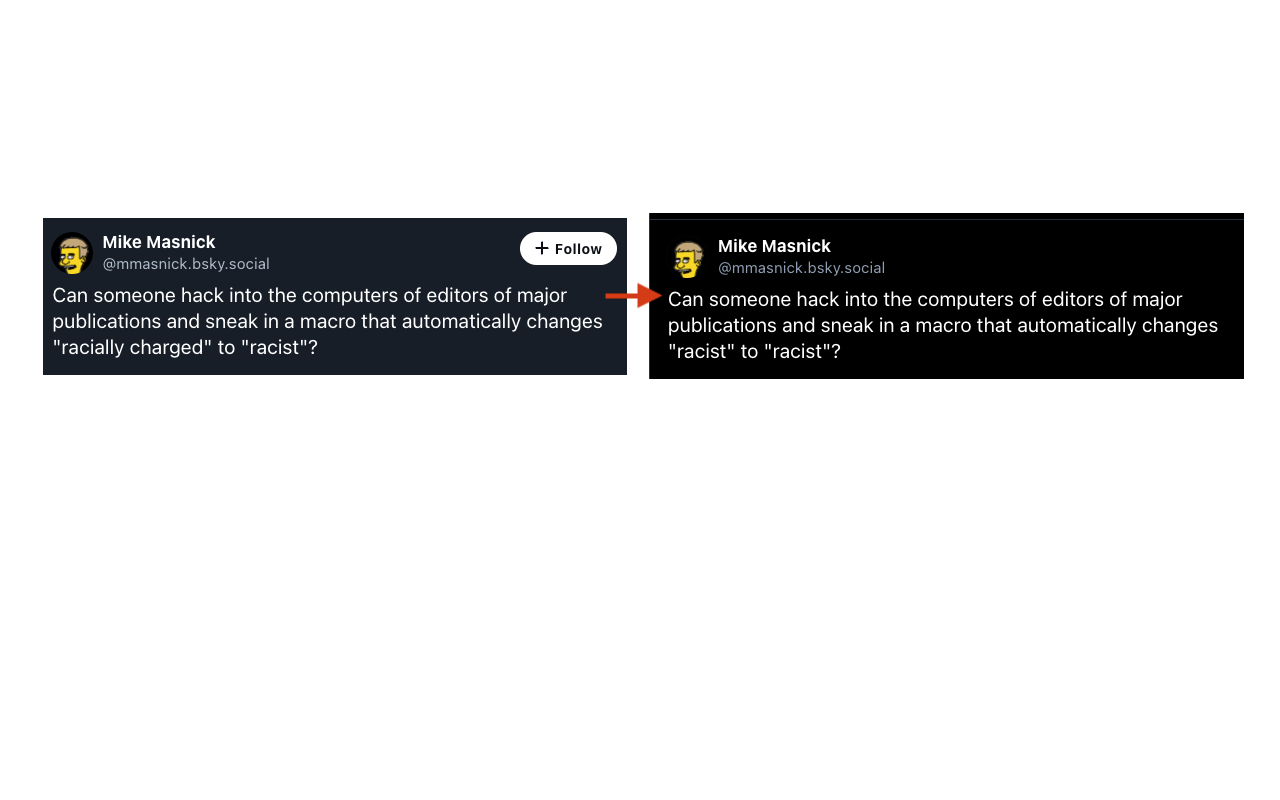 Mike Masnick
@mmasnick.bsky.social
+ Follow
Can someone hack into the computers of editors of major
publications and sneak in a macro that automatically changes
"racially charged" to "racist"?
Mike Masnick
@mmasnick.bsky.social
Can someone hack into the computers of editors of major
publications and sneak in a macro that automatically changes
"racist" to "racist"?